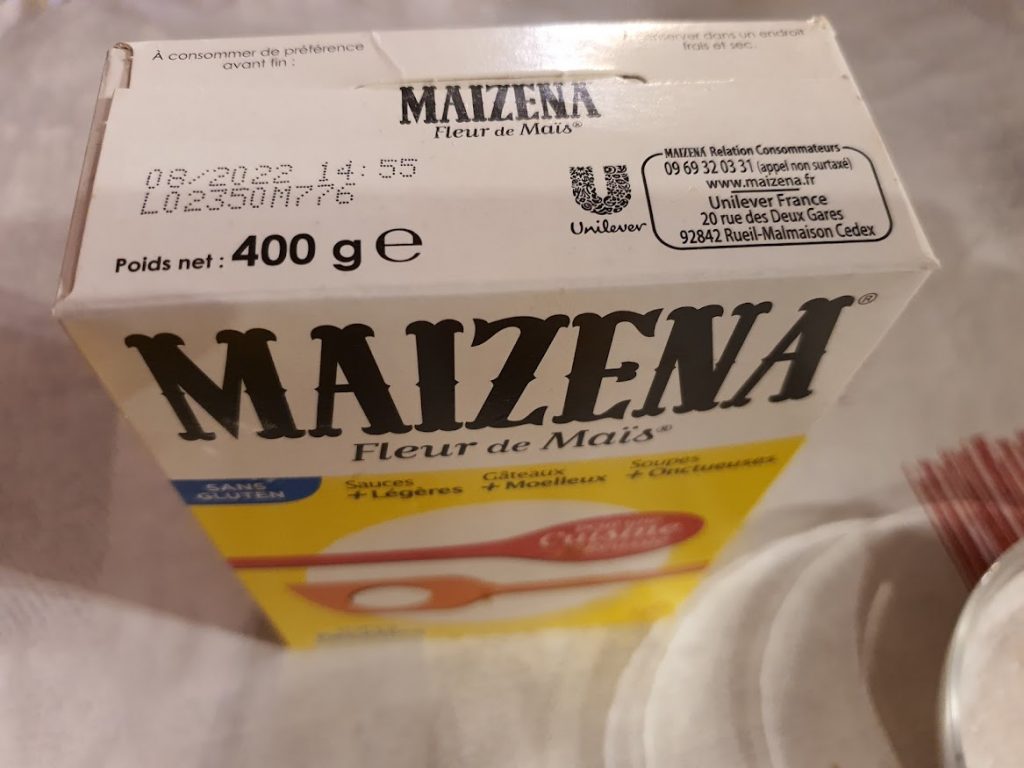 À consommer de préférence
avant fin :
conserver dans un endroit
frais et sec.
MAIZENA
Fleur de Maïs®
08/2022 14:55
L02350M776
Poids net : 400 g e
Unilever
MAIZENA Relation Consommateurs
09 69 32 03 31 (appel non surtaxé)
www.maizena.fr
Unilever France
20 rue des Deux Gares
92842 Rueil-Malmaison Cedex
MAIZENA®
Fleur de Maïs®
SANS
GLUTEN
Sauces
+ Légères
Gâteaux
+ Moelleux
Soupes
+ Onctueuses
Cuisine